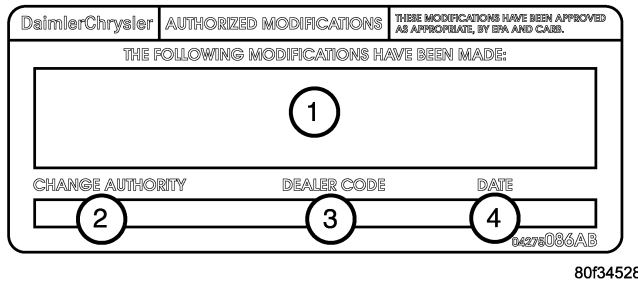 DaimlerChrysler AUTHORIZED MODIFICATIONS THESE MODIFICATIONS HAVE BEEN APPROVED
AS APPROPRIATE, BY EPA AND CARB.
THE FOLLOWING MODIFICATIONS HAVE BEEN MADE:
1
CHANGE AUTHORITY DEALER CODE DATE
2 3 4
04275086AB
80f34528